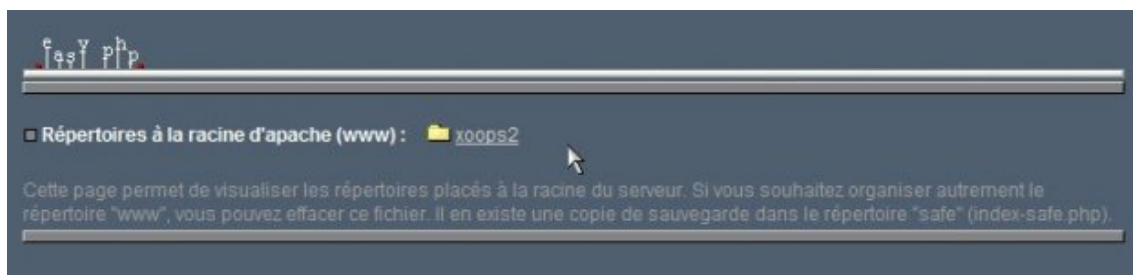 easy php
Répertoires à la racine d'apache (www) : xoops2
Cette page permet de visualiser les répertoires placés à la racine du serveur. Si vous souhaitez organiser autrement le
répertoire "www", vous pouvez effacer ce fichier. Il en existe une copie de sauvegarde dans le répertoire "safe" (index-safe.php).